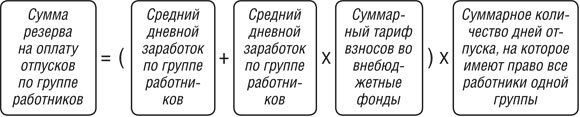 Сумма
резерва
на оплату
отпусков
по группе
работников
= (
Средний
дневной
заработок
по группе
работни-
ков
+
Средний
дневной
заработок
по группе
работни-
ков
X
Суммар-
ный тариф
взносов во
внебюд-
жетные
фонды
) X
Суммарное коли-
чество дней от-
пуска, на которое
имеют право все
работники одной
группы